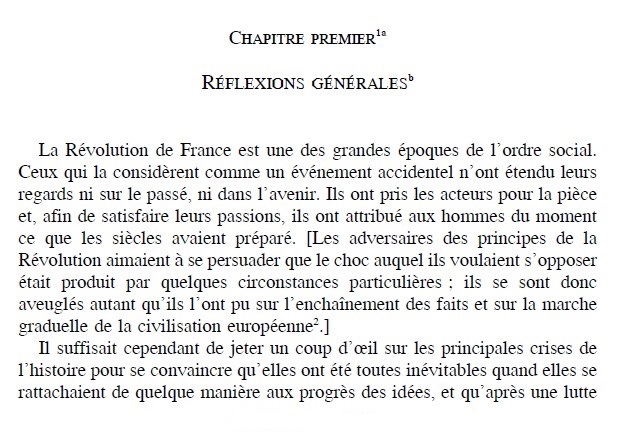 CHAPITRE PREMIER¹ᵃ
RÉFLEXIONS GÉNÉRALESᵇ
La Révolution de France est une des grandes époques de l'ordre social.
Ceux qui la considèrent comme un événement accidentel n'ont étendu leurs
regards ni sur le passé, ni dans l'avenir. Ils ont pris les acteurs pour la pièce
et, afin de satisfaire leurs passions, ils ont attribué aux hommes du moment
ce que les siècles avaient préparé. [Les adversaires des principes de la
Révolution aimaient à se persuader que le choc auquel ils voulaient s'opposer
était produit par quelques circonstances particulières ; ils se sont donc
aveuglés autant qu'ils l'ont pu sur l'enchaînement des faits et sur la marche
graduelle de la civilisation européenne².]
Il suffisait cependant de jeter un coup d'œil sur les principales crises de
l'histoire pour se convaincre qu'elles ont été toutes inévitables quand elles se
rattachaient de quelque manière aux progrès des idées, et qu'après une lutte